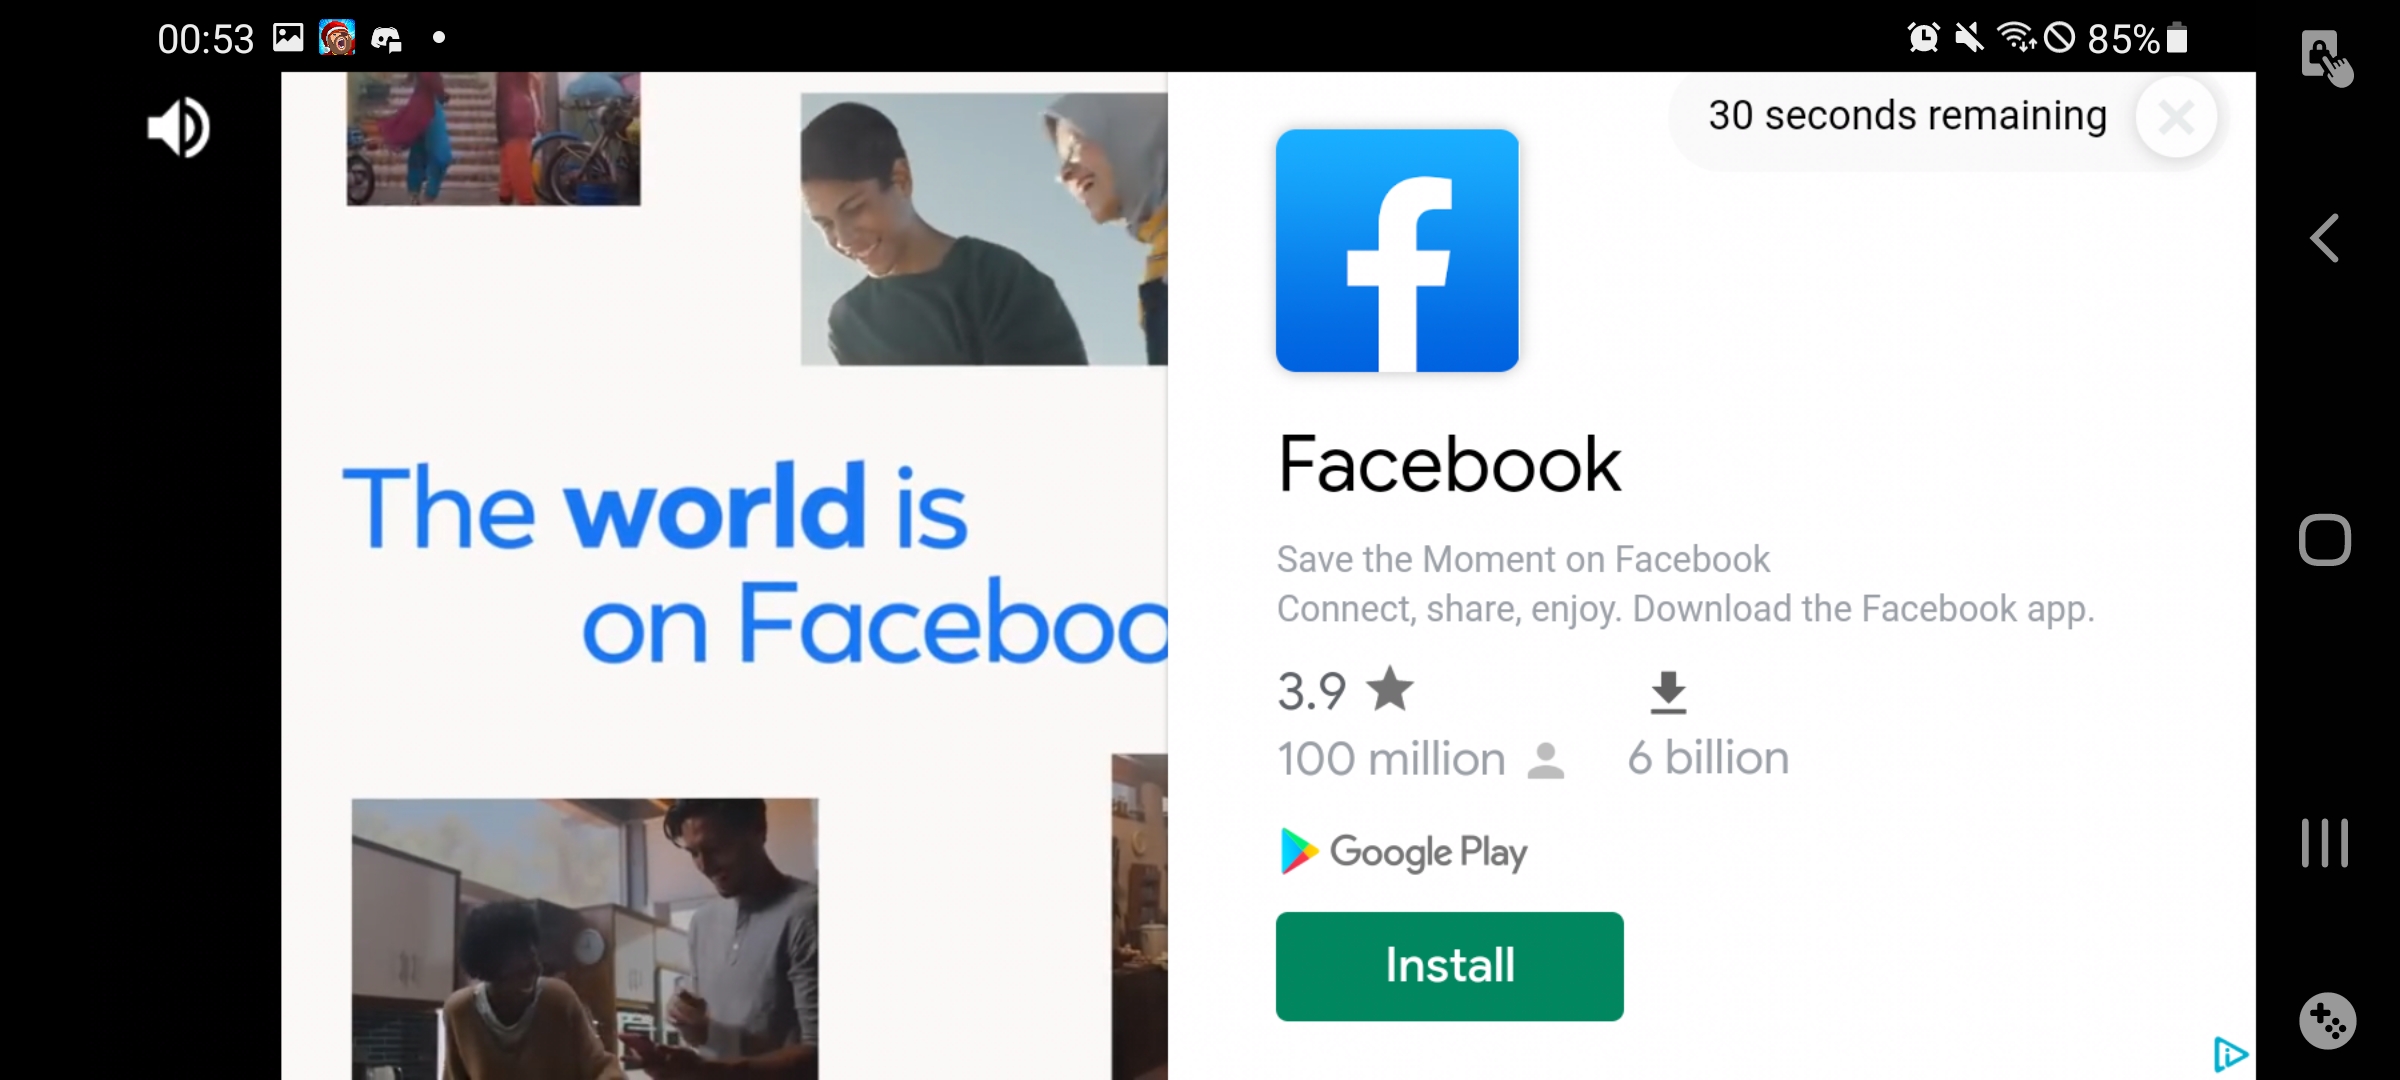 00:53
85%
30 seconds remaining
The world is
on Faceboo
Facebook
Save the Moment on Facebook
Connect, share, enjoy. Download the Facebook app.
3.9
100 million
6 billion
Google Play
Install